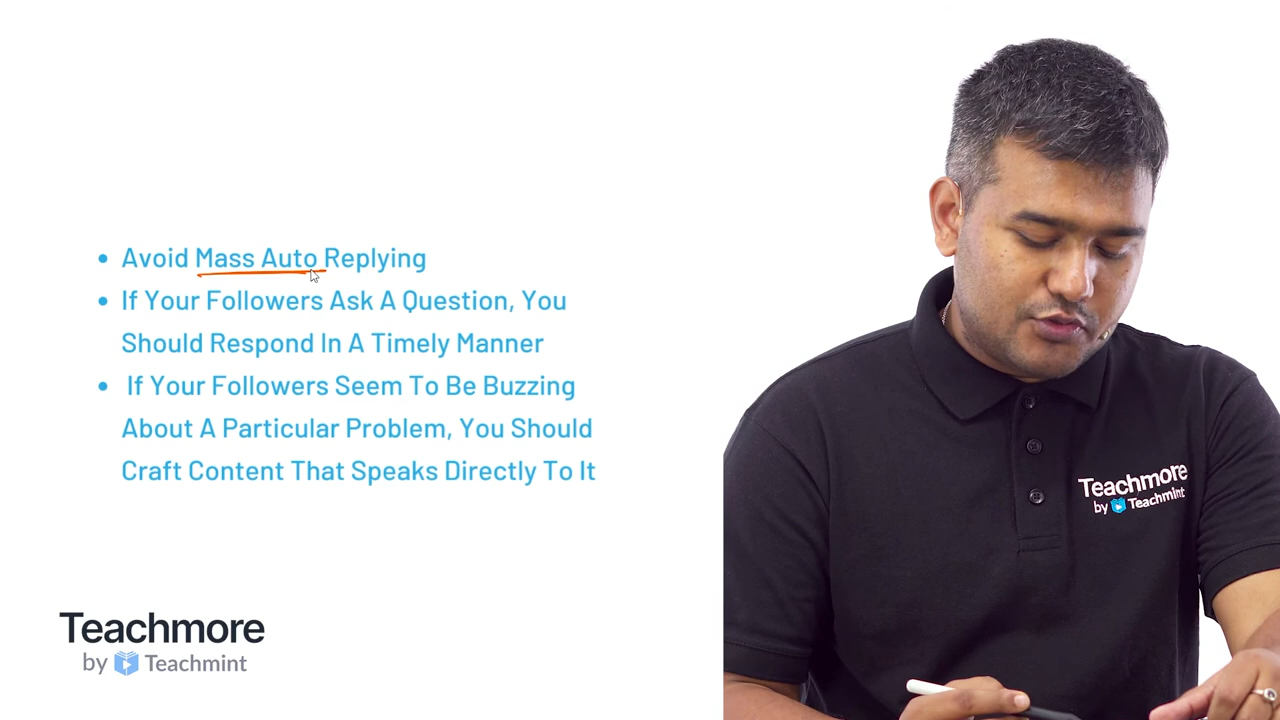 Avoid Mass Auto Replying
If Your Followers Ask A Question, You
Should Respond In A Timely Manner
If Your Followers Seem To Be Buzzing
About A Particular Problem, You Should
Craft Content That Speaks Directly To It
Teachmore
by Teachmint
Teachmore
by Teachmint